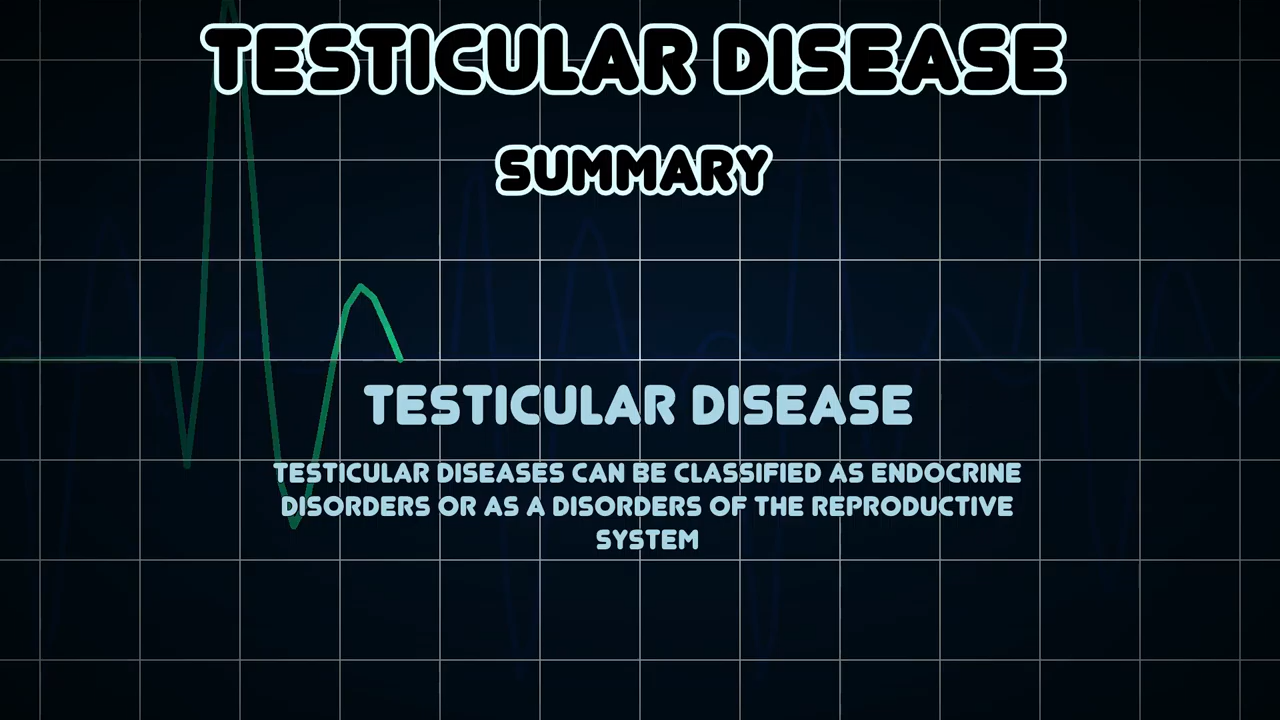 TESTICULAR DISEASE
SUMMARY
TESTICULAR DISEASE
TESTICULAR DISEASES CAN BE CLASSIFIED AS ENDOCRINE
DISORDERS OR AS A DISORDERS OF THE REPRODUCTIVE
SYSTEM